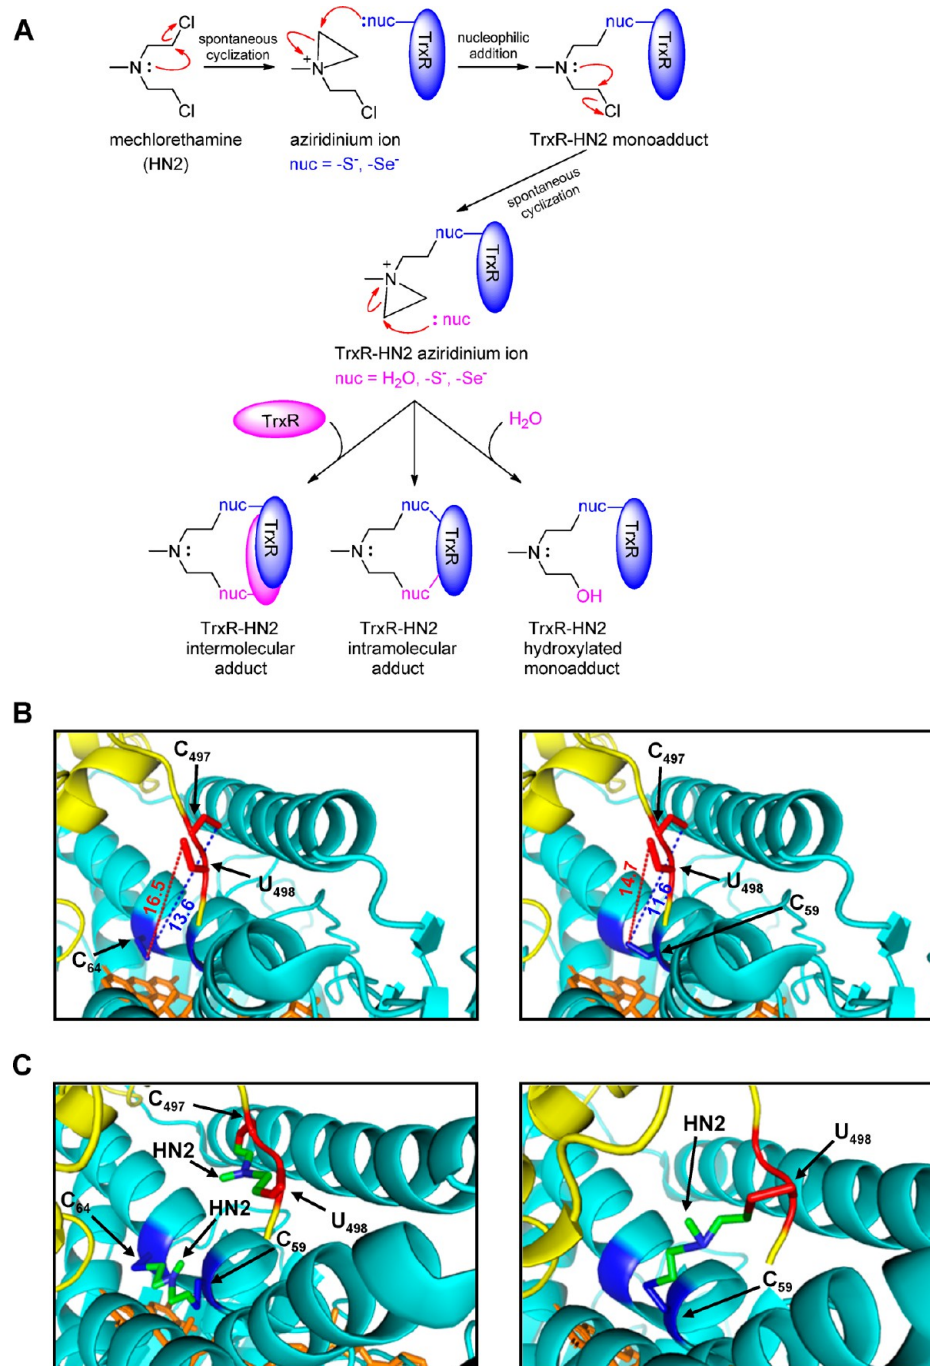 A
Cl
N:
Cl
mechlorethamine
(HN2)
spontaneous
cyclization
:nuc
TrxR
+
N
Cl
aziridinium ion
nuc = -S⁻, -Se⁻
nucleophilic
addition
nuc
TrxR
N:
Cl
TrxR-HN2 monoadduct
spontaneous
cyclization
nuc
TrxR
+
N
:nuc
TrxR-HN2 aziridinium ion
nuc = H₂O, -S⁻, -Se⁻
TrxR
H₂O
nuc
TrxR
N:
nuc
TrxR-HN2
intermolecular
adduct
nuc
TrxR
N:
nuc
TrxR-HN2
intramolecular
adduct
nuc
TrxR
N:
OH
TrxR-HN2
hydroxylated
monoadduct
B
C₄₉₇
U₄₉₈
16.5
13.6
C₆₄
C₄₉₇
U₄₉₈
14.7
11.6
C₅₉
C
C₄₉₇
HN2
C₆₄
HN2
U₄₉₈
C₅₉
HN2
U₄₉₈
C₅₉